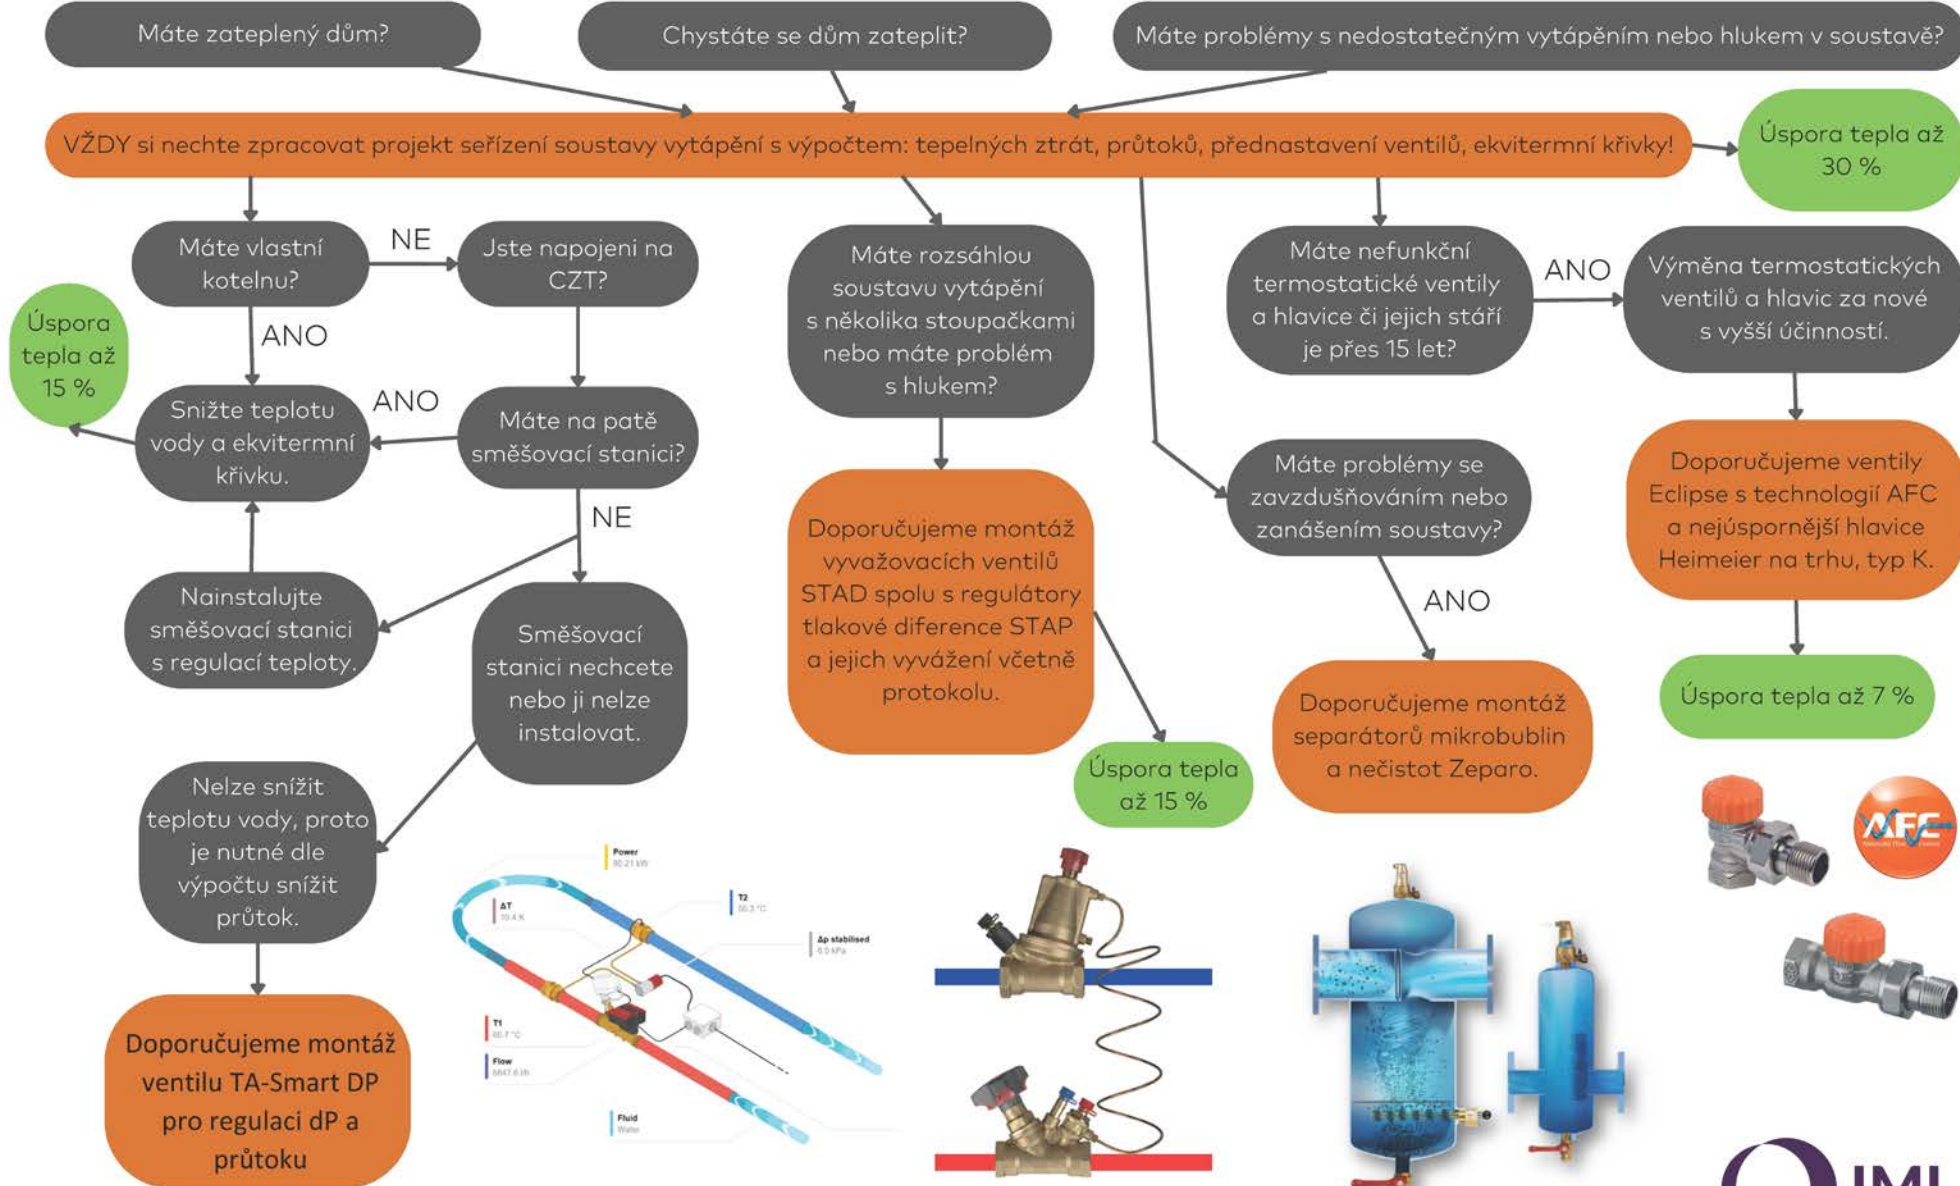 Máte zateplený dům?
Chystáte se dům zateplit?
Máte problémy s nedostatečným vytápěním nebo hlukem v soustavě?
VŽDY si nechte zpracovat projekt seřízení soustavy vytápění s výpočtem: tepelných ztrát, průtoků, přednastavení ventilů, ekvitermní křivky!
Úspora tepla až
30 %
Máte vlastní
kotelnu?
NE
Jste napojeni na
CZT?
ANO
Úspora
tepla až
15 %
Snižte teplotu
vody a ekvitermní
křivku.
ANO
Máte na patě
směšovací stanici?
NE
Nainstalujte
směšovací stanici
s regulací teploty.
Směšovací
stanici nechcete
nebo ji nelze
instalovat.
Nelze snížit
teplotu vody, proto
je nutné dle
výpočtu snížit
průtok.
Doporučujeme montáž
ventilu TA-Smart DP
pro regulaci dP a
průtoku
Máte rozsáhlou
soustavu vytápění
s několika stoupačkami
nebo máte problém
s hlukem?
Doporučujeme montáž
vyvažovacích ventilů
STAD spolu s regulátory
tlakové diference STAP
a jejich vyvážení včetně
protokolu.
Úspora tepla
až 15 %
Máte nefunkční
termostatické ventily
a hlavice či jejich stáří
je přes 15 let?
ANO
Výměna termostatických
ventilů a hlavic za nové
s vyšší účinností.
Máte problémy se
zavzdušňováním nebo
zanášením soustavy?
ANO
Doporučujeme montáž
separátorů mikrobublin
a nečistot Zeparo.
Doporučujeme ventily
Eclipse s technologií AFC
a nejúspornější hlavice
Heimeier na trhu, typ K.
Úspora tepla až 7 %
Power
T2
ΔT
Δp stabilised
T1
Flow
Fluid
Water
AFC
IMI